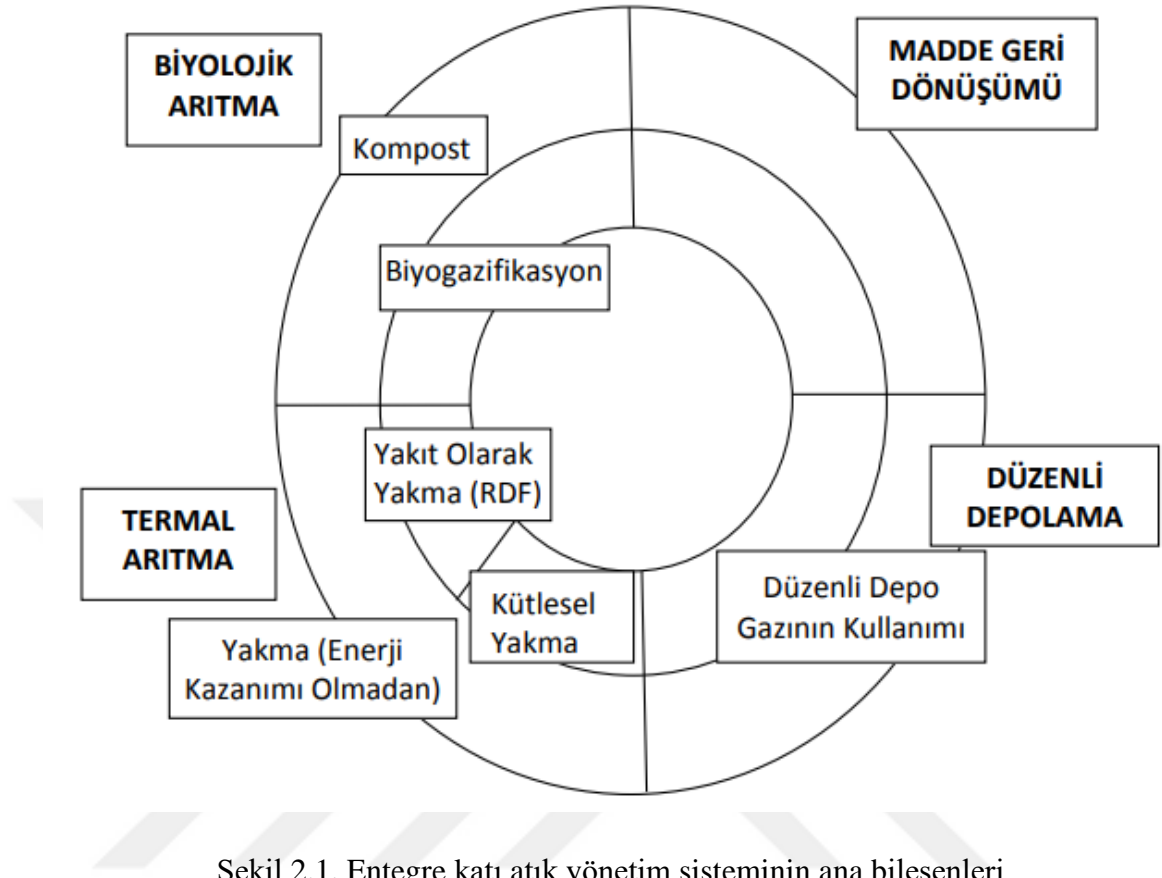 BİYOLOJİK
ARITMA
MADDE GERİ
DÖNÜŞÜMÜ
Kompost
Biyogazifikasyon
Yakıt Olarak
Yakma (RDF)
TERMAL
ARITMA
DÜZENLİ
DEPOLAMA
Kütlesel
Yakma
Düzenli Depo
Gazının Kullanımı
Yakma (Enerji
Kazanımı Olmadan)
Şekil 2.1. Entegre katı atık yönetim sisteminin ana bileşenleri